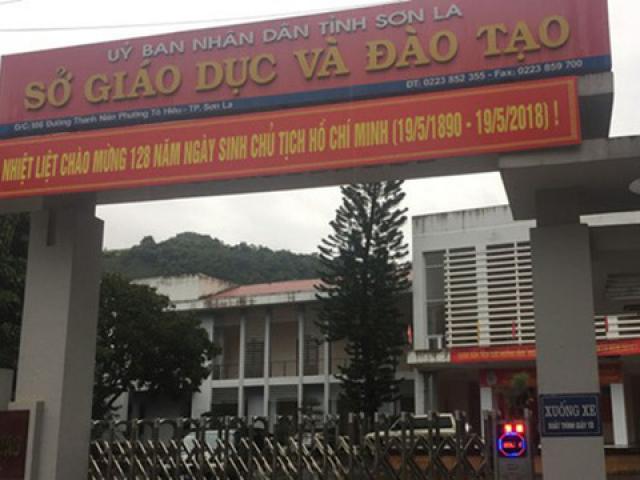 UỶ BAN NHÂN DÂN TỈNH SƠN LA
SỞ GIÁO DỤC VÀ ĐÀO TẠO
Đ/C: 105 Đường Thanh Niên Phường Tô Hiệu - TP. Sơn La
ĐT: 0223 852 355 - Fax: 0223 859 700
NHIỆT LIỆT CHÀO MỪNG 128 NĂM NGÀY SINH CHỦ TỊCH HỒ CHÍ MINH (19/5/1890 - 19/5/2018) !
XUỐNG XE
XUẤT TRÌNH GIẤY TỜ